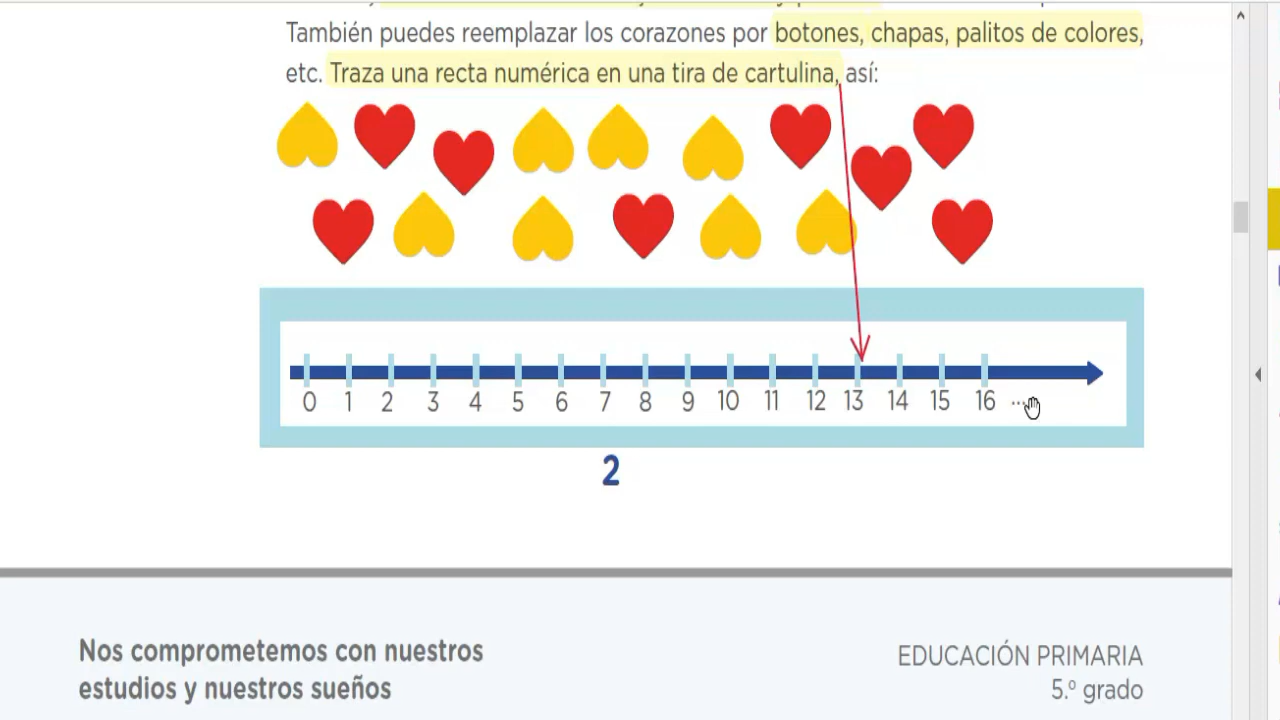 También puedes reemplazar los corazones por botones, chapas, palitos de colores,
etc. Traza una recta numérica en una tira de cartulina, así:
0 1 2 3 4 5 6 7 8 9 10 11 12 13 14 15 16 ...
2
Nos comprometemos con nuestros
estudios y nuestros sueños
EDUCACIÓN PRIMARIA
5.º grado